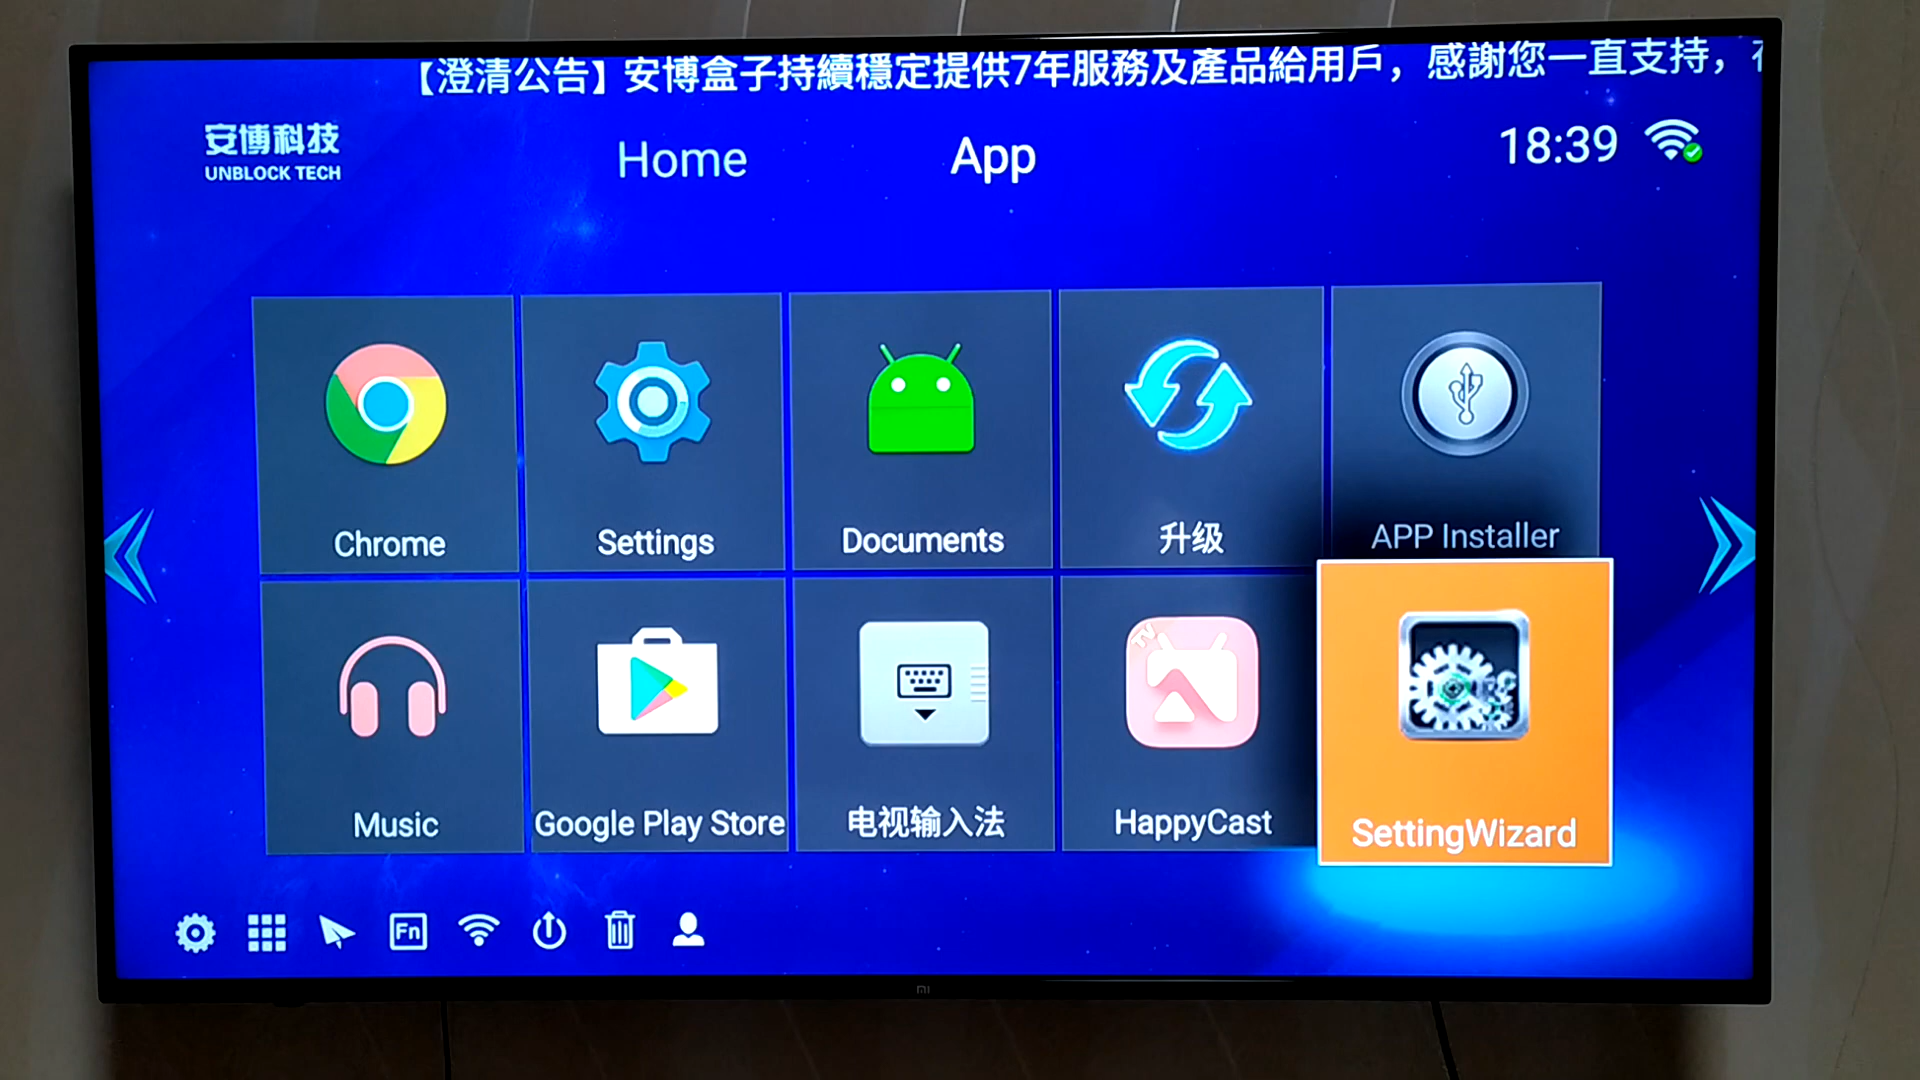 【澄清公告】安博盒子持續穩定提供7年服務及產品給用戶，感謝您一直支持，
安博科技
UNBLOCK TECH
Home
App
18:39
Chrome
Settings
Documents
升级
APP Installer
TV
Music
Google Play Store
电视输入法
HappyCast
SettingWizard
Fn
mi